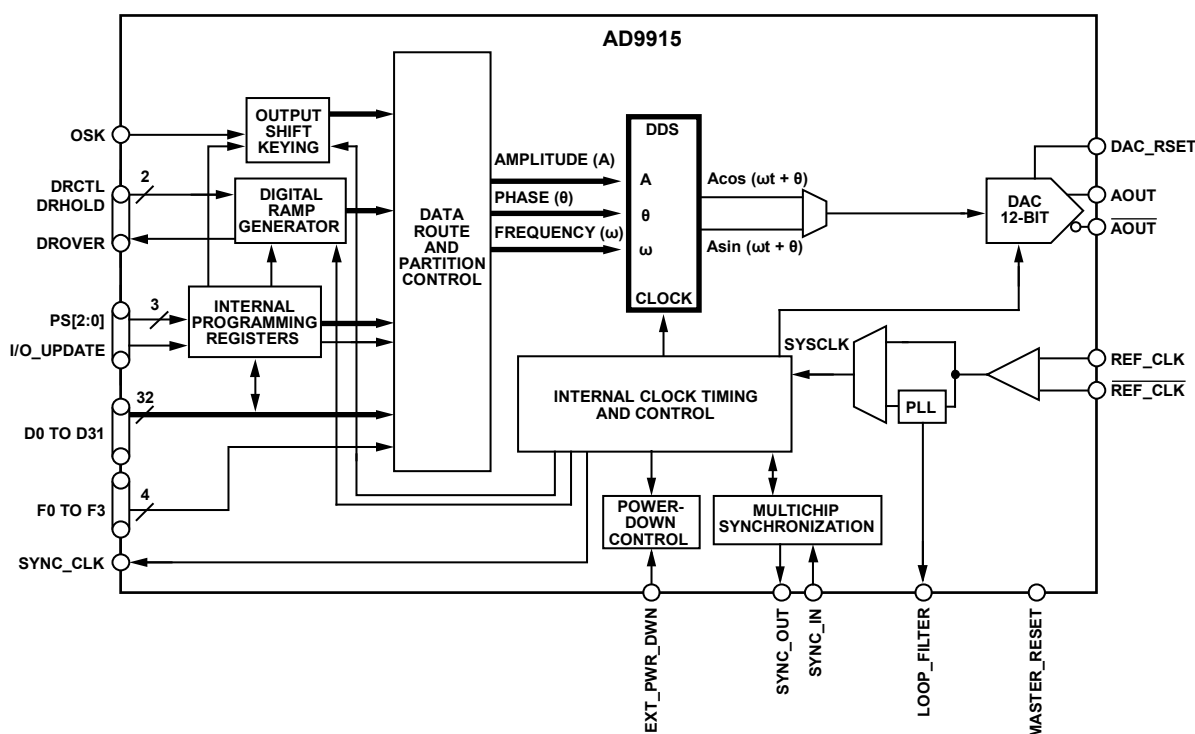 AD9915
OSK
OUTPUT
SHIFT
KEYING
DRCTL
DRHOLD
DROVER
2
DIGITAL
RAMP
GENERATOR
PS[2:0]
I/O_UPDATE
3
INTERNAL
PROGRAMMING
REGISTERS
D0 TO D31
32
F0 TO F3
4
SYNC_CLK
DATA
ROUTE
AND
PARTITION
CONTROL
AMPLITUDE (A)
PHASE (θ)
FREQUENCY (ω)
DDS
A
θ
ω
CLOCK
Acos (ωt + θ)
Asin (ωt + θ)
DAC
12-BIT
DAC_RSET
AOUT
AOUT
SYSCLK
PLL
REF_CLK
REF_CLK
INTERNAL CLOCK TIMING
AND CONTROL
POWER-
DOWN
CONTROL
MULTICHIP
SYNCHRONIZATION
EXT_PWR_DWN
SYNC_OUT
SYNC_IN
LOOP_FILTER
MASTER_RESET